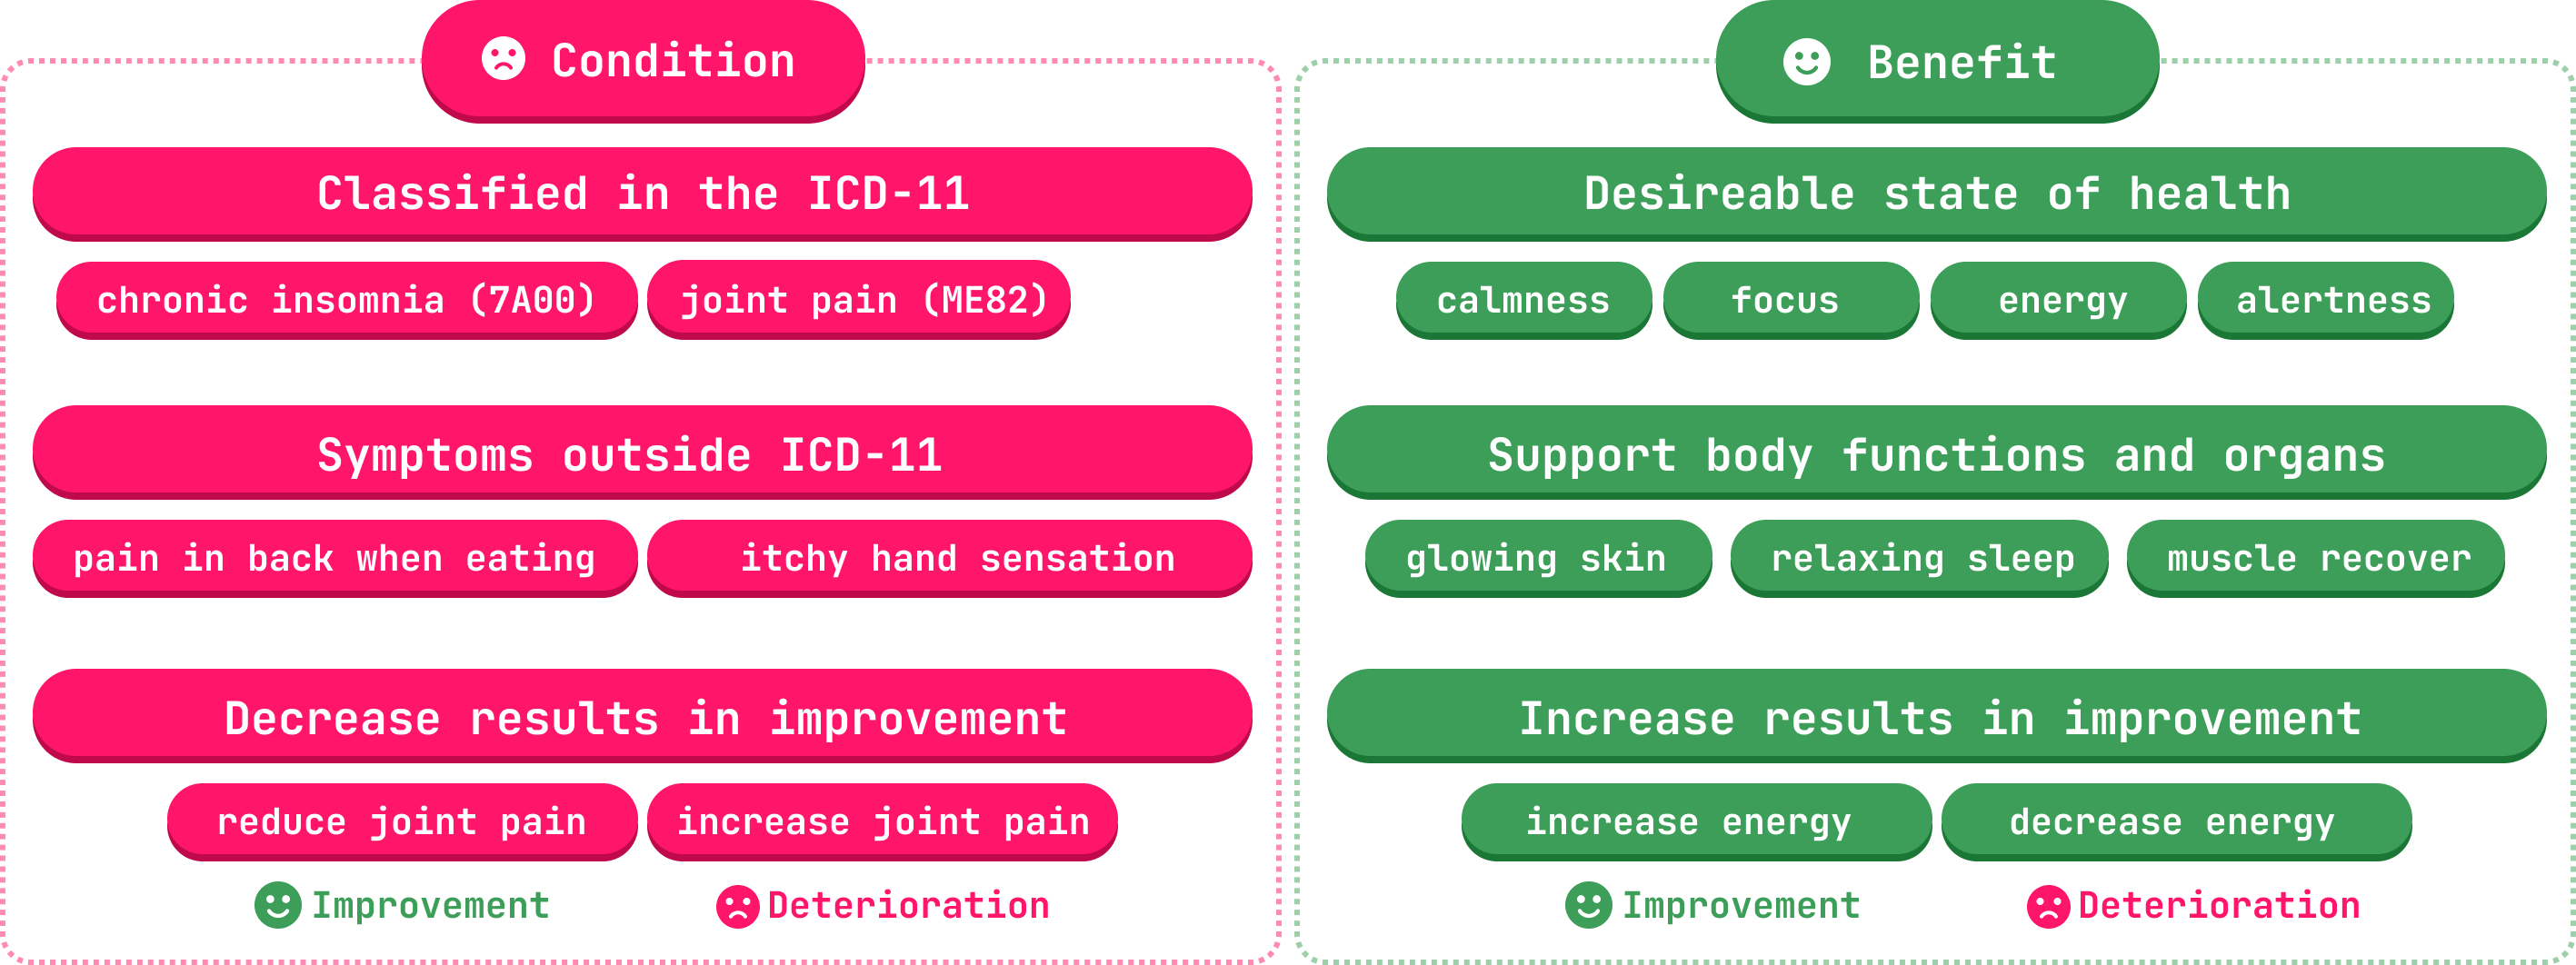 Condition
Classified in the ICD-11
chronic insomnia (7A00) joint pain (ME82)
Symptoms outside ICD-11
pain in back when eating itchy hand sensation
Decrease results in improvement
reduce joint pain increase joint pain
Improvement Deterioration
Benefit
Desireable state of health
calmness focus energy alertness
Support body functions and organs
glowing skin relaxing sleep muscle recover
Increase results in improvement
increase energy decrease energy
Improvement Deterioration